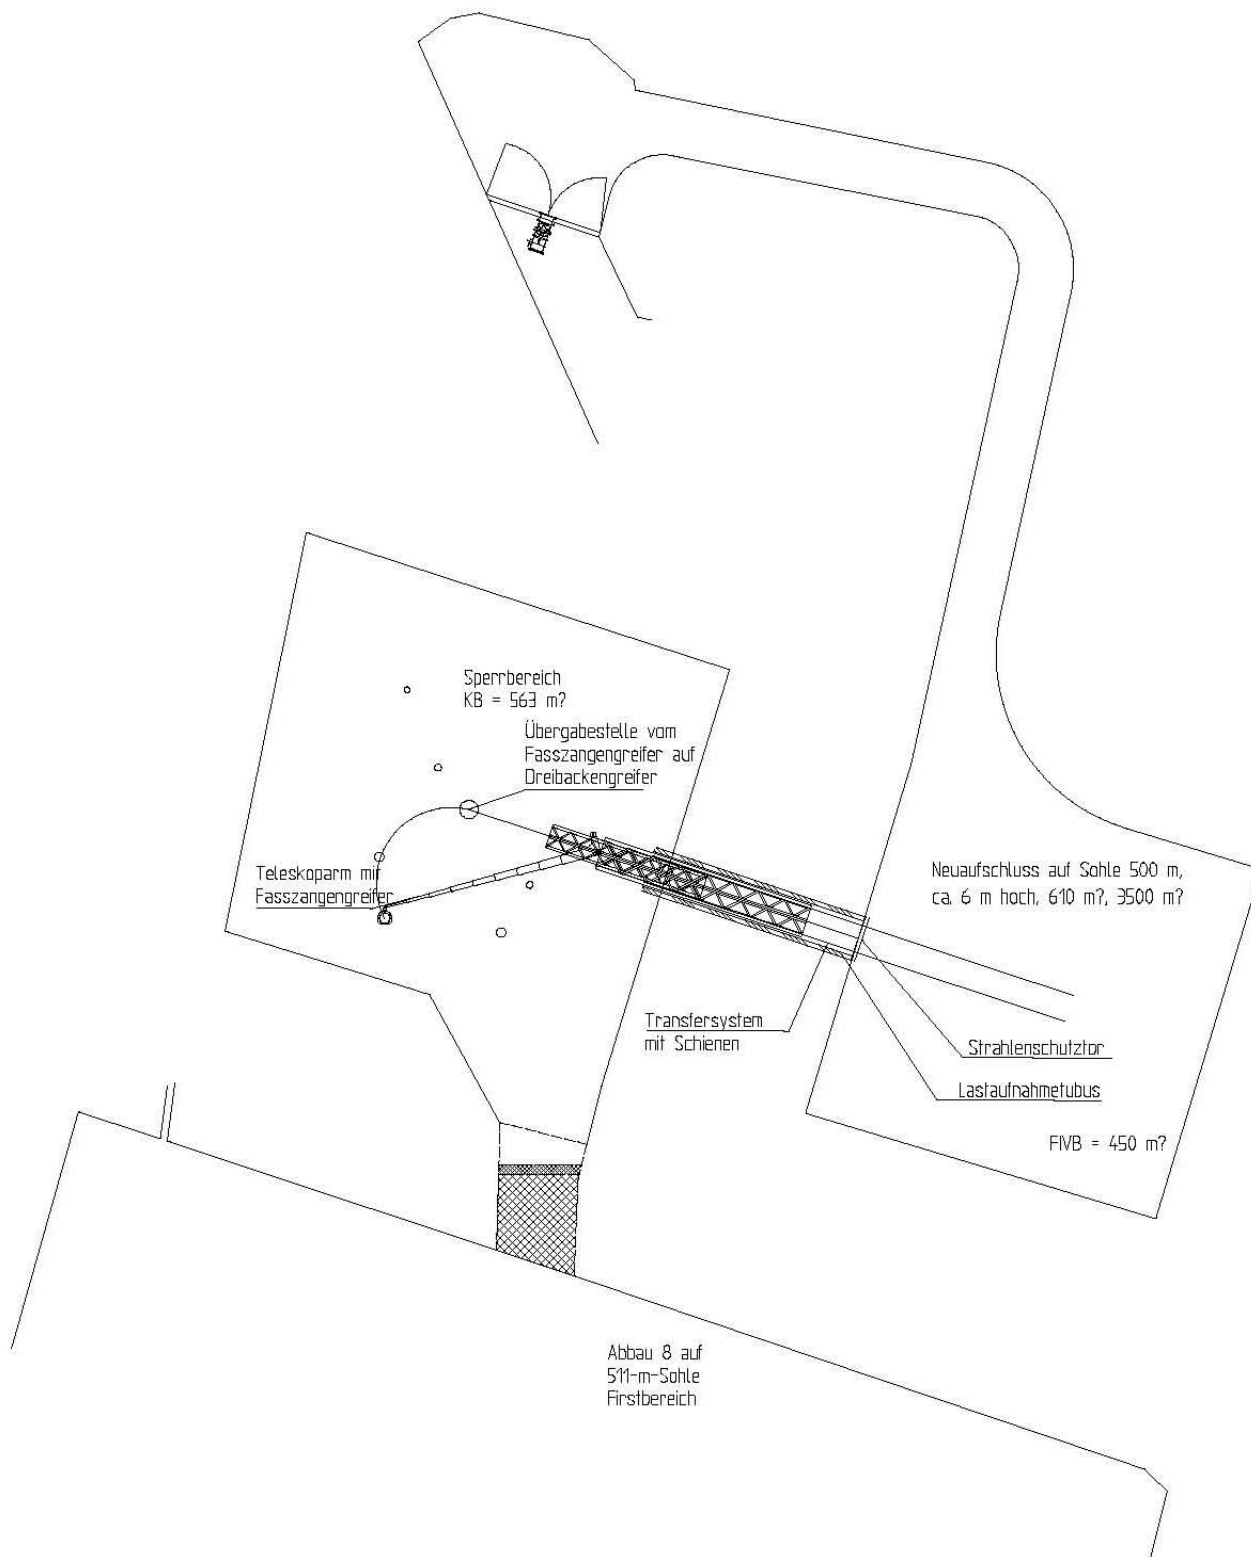 Sperrbereich
KB = 563 m?
Übergabestelle vom
Fasszangengreifer auf
Dreibackengreifer
Teleskoparm mit
Fasszangengreifer
Neuaufschluss auf Sohle 500 m,
ca. 6 m hoch, 610 m?, 3500 m?
Transfersystem
mit Schienen
Strahlenschutztor
Lastaufnahmetubus
FIVB = 450 m?
Abbau 8 auf
511-m-Sohle
Firstbereich